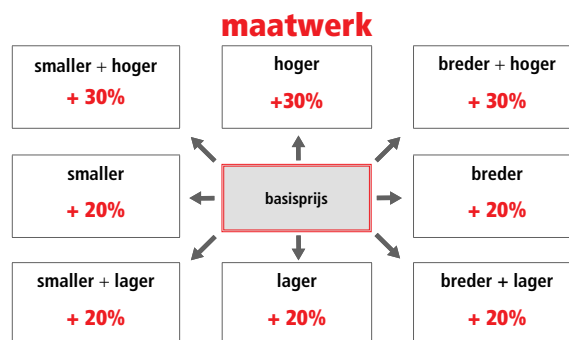 maatwerk
smaller + hoger
+ 30%
hoger
+30%
breder + hoger
+ 30%
smaller
+ 20%
basisprijs
breder
+ 20%
smaller + lager
+ 20%
lager
+ 20%
breder + lager
+ 20%